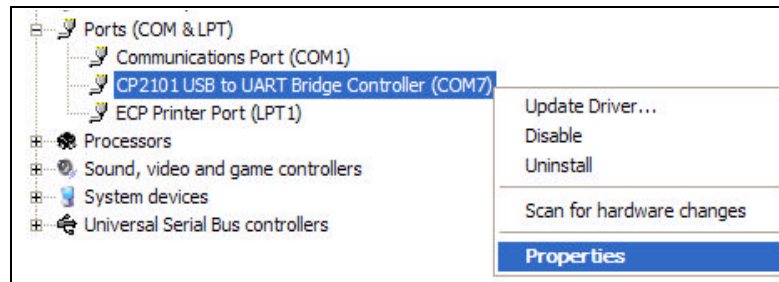 Ports (COM & LPT)
Communications Port (COM1)
CP2101 USB to UART Bridge Controller (COM7)
ECP Printer Port (LPT1)
Processors
Sound, video and game controllers
System devices
Universal Serial Bus controllers
Update Driver...
Disable
Uninstall
Scan for hardware changes
Properties